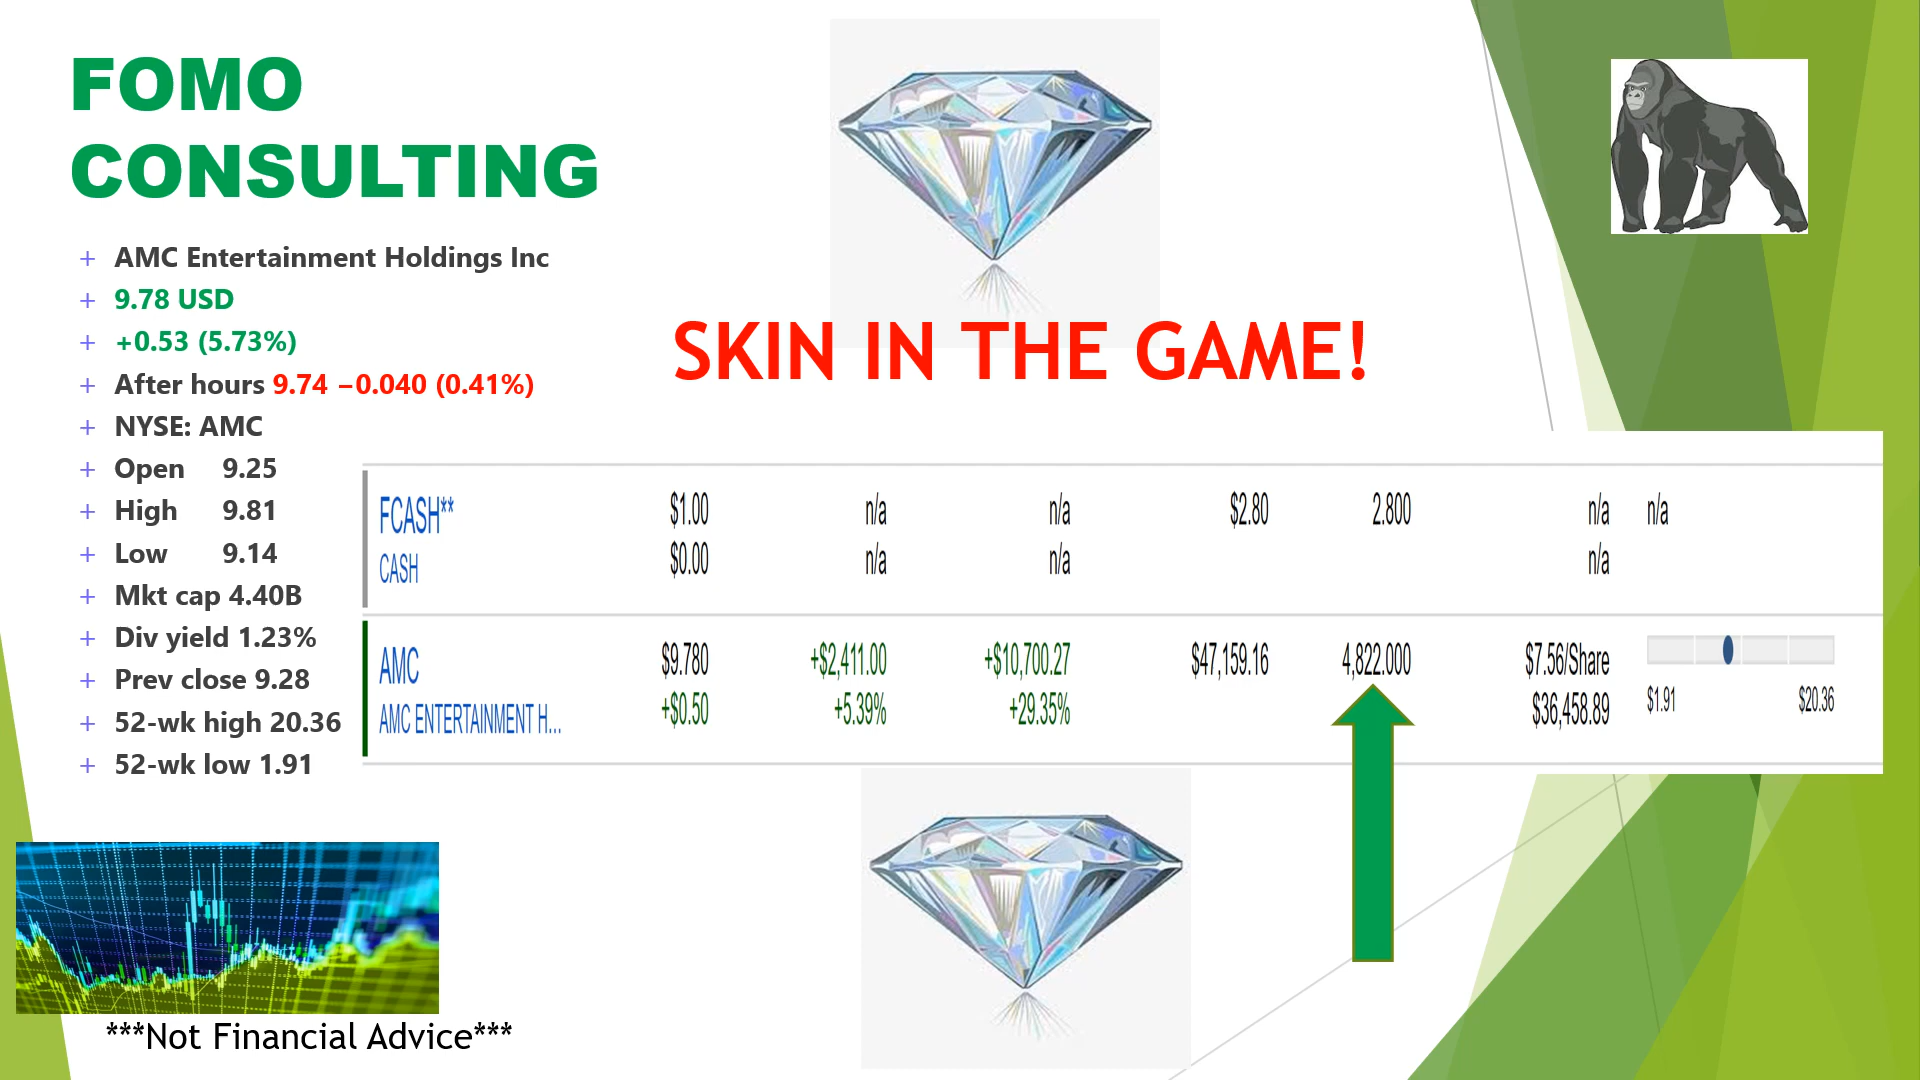 FOMO
CONSULTING
+ AMC Entertainment Holdings Inc
+ 9.78 USD
+ +0.53 (5.73%)
+ After hours 9.74 −0.040 (0.41%)
+ NYSE: AMC
+ Open 9.25
+ High 9.81
+ Low 9.14
+ Mkt cap 4.40B
+ Div yield 1.23%
+ Prev close 9.28
+ 52-wk high 20.36
+ 52-wk low 1.91
SKIN IN THE GAME!
FCASH** $1.00 n/a n/a $2.80 2.800 n/a n/a
CASH $0.00 n/a n/a n/a
AMC $9.780 +$2,411.00 +$10,700.27 $47,159.16 4,822.000 $7.56/Share
AMC ENTERTAINMENT H... +$0.50 +5.39% +29.35% $36,458.89 $1.91 $20.36
***Not Financial Advice***